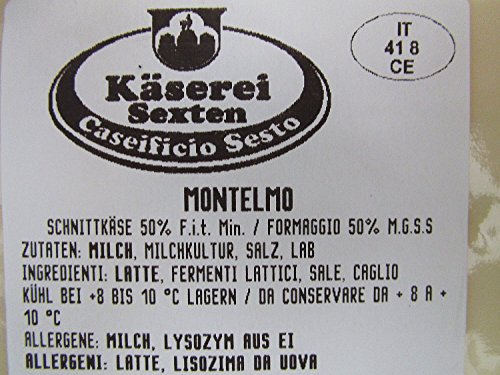 IT
41 8
CE
Käserei
Sexten
Caseificio Sesto
MONTELMO
SCHNITTKÄSE 50% F.i.t. Min. / FORMAGGIO 50% M.G.S.S
ZUTATEN: MILCH, MILCHKULTUR, SALZ, LAB
INGREDIENTI: LATTE, FERMENTI LATTICI, SALE, CAGLIO
KÜHL BEI +8 BIS 10 °C LAGERN / DA CONSERVARE DA + 8 A +
10 °C
ALLERGENE: MILCH, LYSOZYM AUS EI
ALLERGENI: LATTE, LISOZIMA DA UOVA